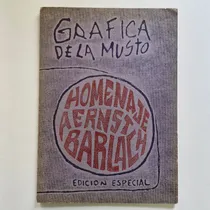 GRAFICA
DE LA MUSTO
HOMENAJE
A ERNST
BARLACH
EDICION ESPECIAL